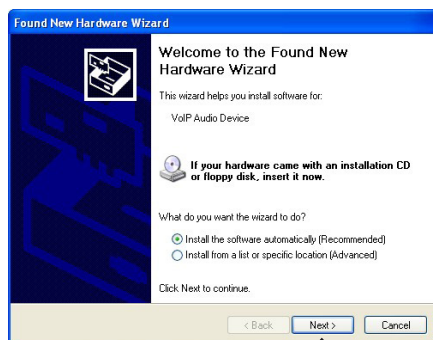 Found New Hardware Wizard
Welcome to the Found New
Hardware Wizard
This wizard helps you install software for:
VoIP Audio Device
If your hardware came with an installation CD
or floppy disk, insert it now.
What do you want the wizard to do?
Install the software automatically (Recommended)
Install from a list or specific location (Advanced)
Click Next to continue.
< Back
Next >
Cancel